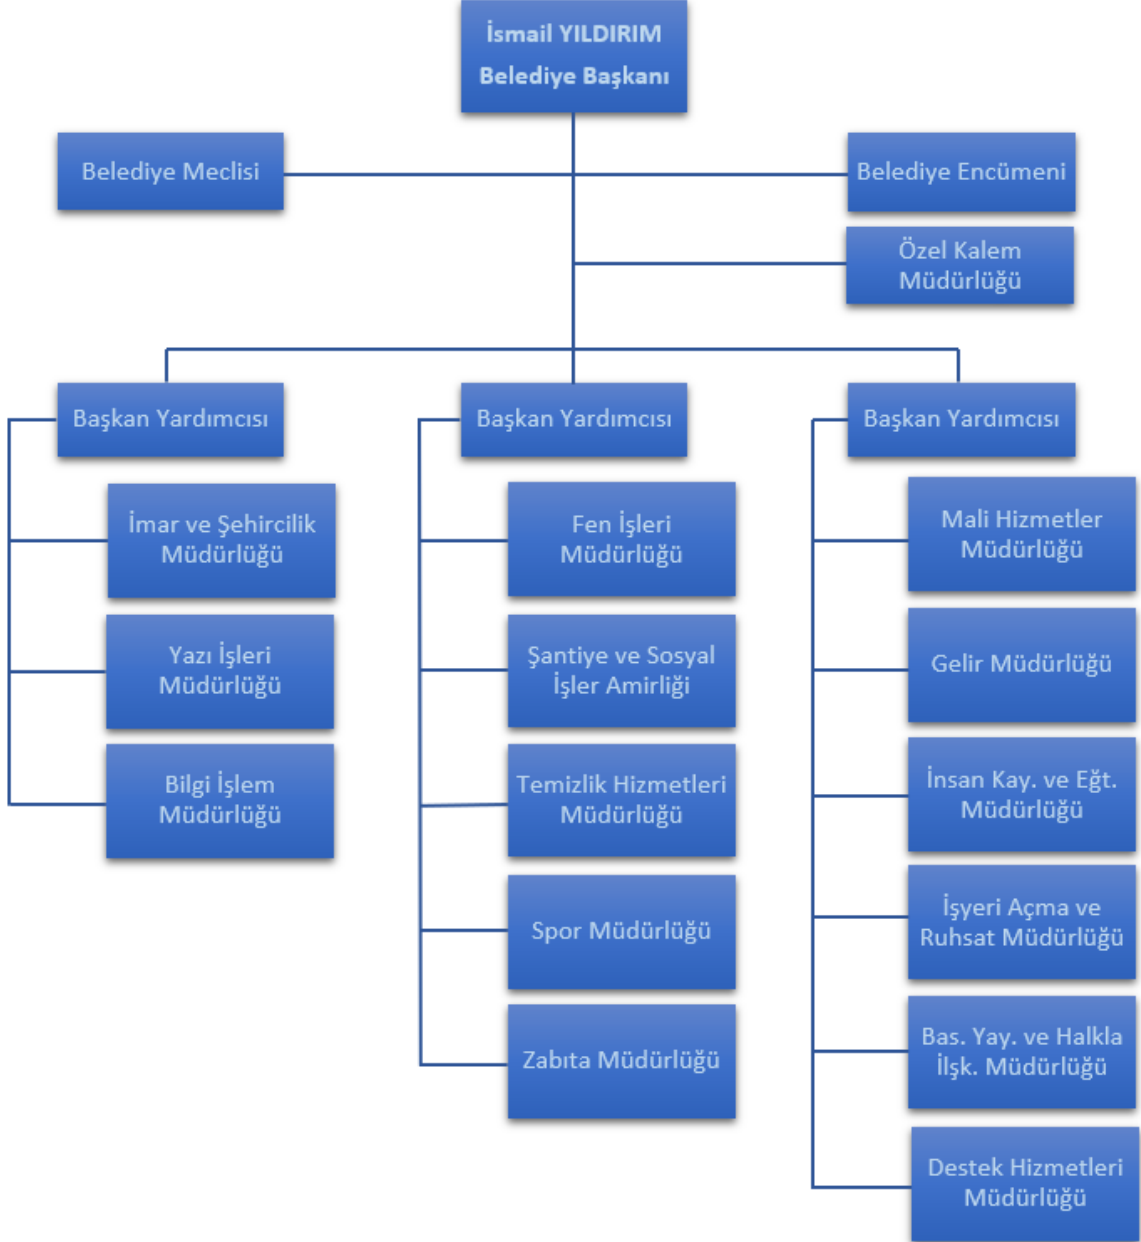 İsmail YILDIRIM
Belediye Başkanı
Belediye Meclisi
Belediye Encümeni
Özel Kalem
Müdürlüğü
Başkan Yardımcısı
İmar ve Şehircilik
Müdürlüğü
Yazı İşleri
Müdürlüğü
Bilgi İşlem
Müdürlüğü
Başkan Yardımcısı
Fen İşleri
Müdürlüğü
Şantiye ve Sosyal
İşler Amirliği
Temizlik Hizmetleri
Müdürlüğü
Spor Müdürlüğü
Zabıta Müdürlüğü
Başkan Yardımcısı
Mali Hizmetler
Müdürlüğü
Gelir Müdürlüğü
İnsan Kay. ve Eğt.
Müdürlüğü
İşyeri Açma ve
Ruhsat Müdürlüğü
Bas. Yay. ve Halkla
İlşk. Müdürlüğü
Destek Hizmetleri
Müdürlüğü